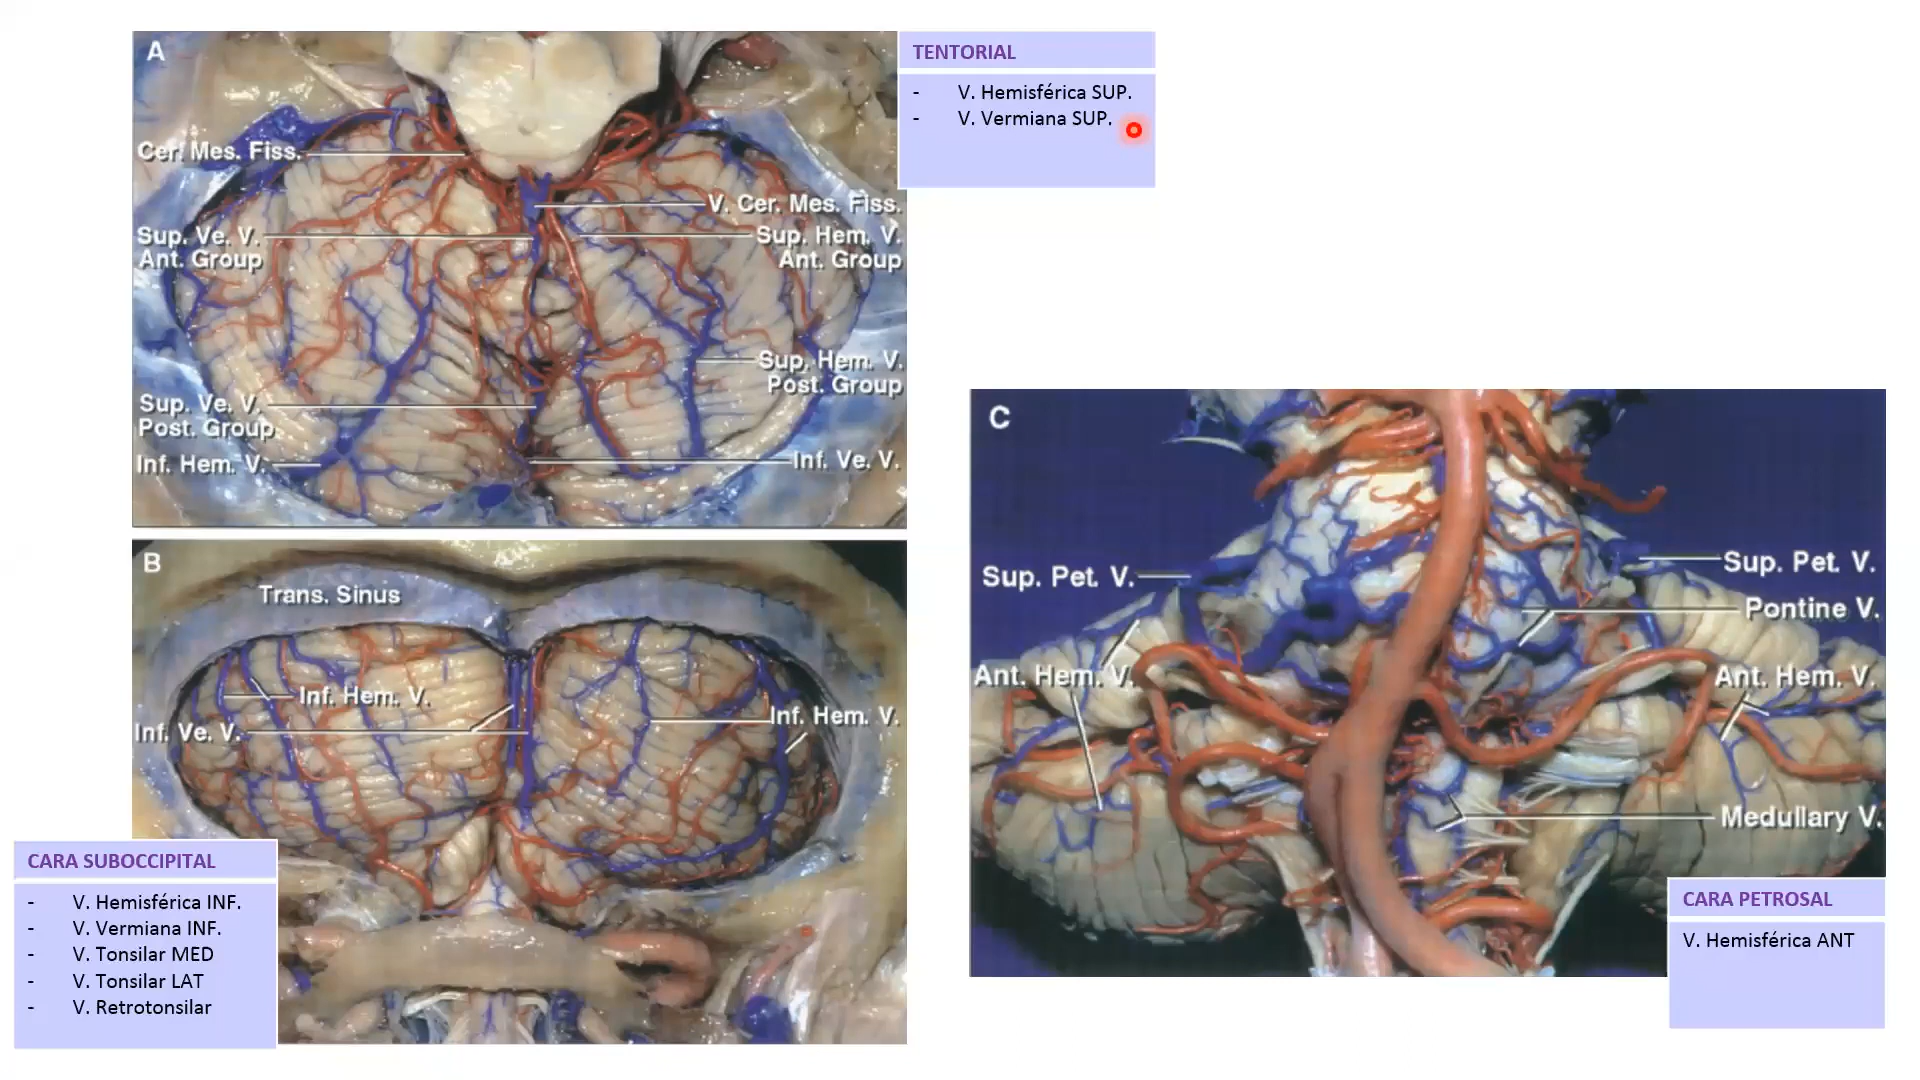 A
Cer. Mes. Fiss.
V. Cer. Mes. Fiss.
Sup. Ve. V.
Ant. Group
Sup. Hem. V.
Ant. Group
Sup. Hem. V.
Post. Group
Sup. Ve. V.
Post. Group
Inf. Hem. V.
Inf. Ve. V.
TENTORIAL
- V. Hemisférica SUP.
- V. Vermiana SUP.
B
Trans. Sinus
Inf. Hem. V.
Inf. Ve. V.
Inf. Hem. V.
CARA SUBOCCIPITAL
- V. Hemisférica INF.
- V. Vermiana INF.
- V. Tonsilar MED
- V. Tonsilar LAT
- V. Retrotonsilar
C
Sup. Pet. V.
Sup. Pet. V.
Pontine V.
Ant. Hem. V.
Ant. Hem. V.
Medullary V.
CARA PETROSAL
V. Hemisférica ANT